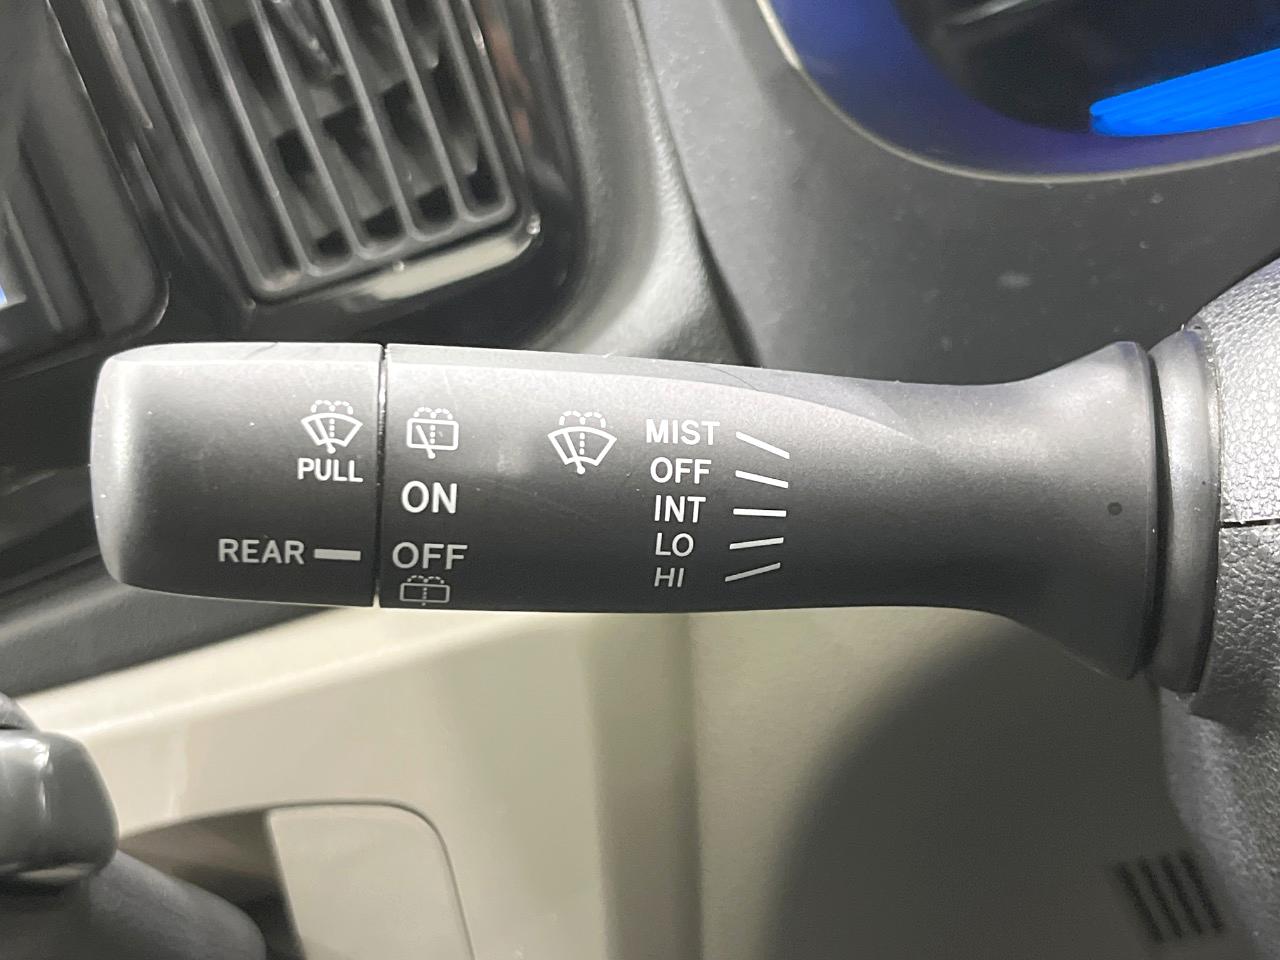 PULL
REAR
ON
OFF
MIST
OFF
INT
LO
HI